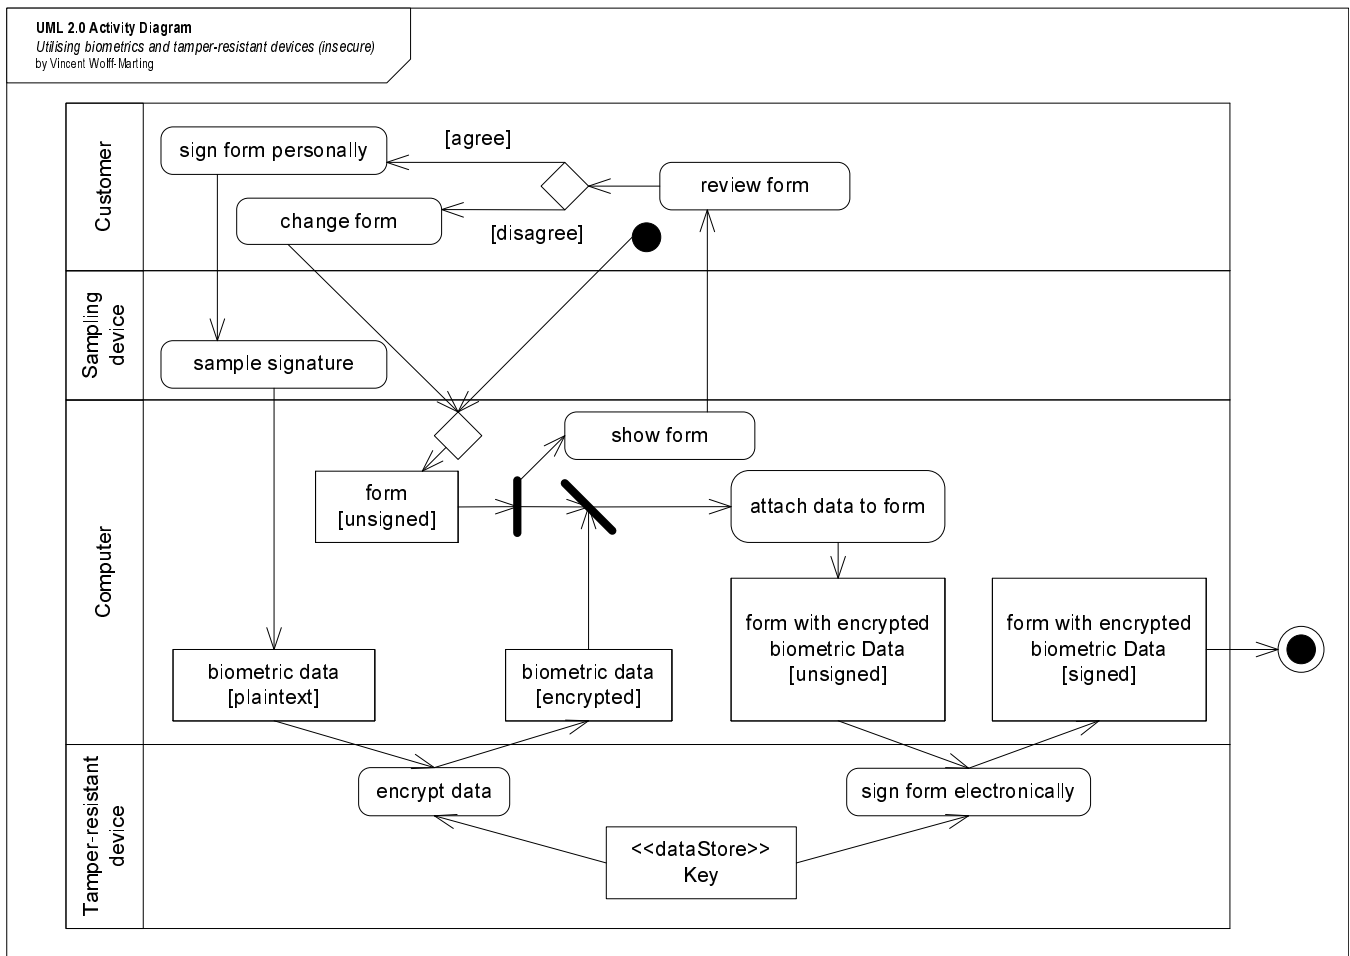 UML 2.0 Activity Diagram
Utilising biometrics and tamper-resistant devices (insecure)
by Vincent Wolff-Marting
Customer
sign form personally
[agree]
review form
change form
[disagree]
Sampling
device
sample signature
Computer
show form
form
[unsigned]
attach data to form
biometric data
[plaintext]
biometric data
[encrypted]
form with encrypted
biometric Data
[unsigned]
form with encrypted
biometric Data
[signed]
Tamper-resistant
device
encrypt data
sign form electronically
<<dataStore>>
Key